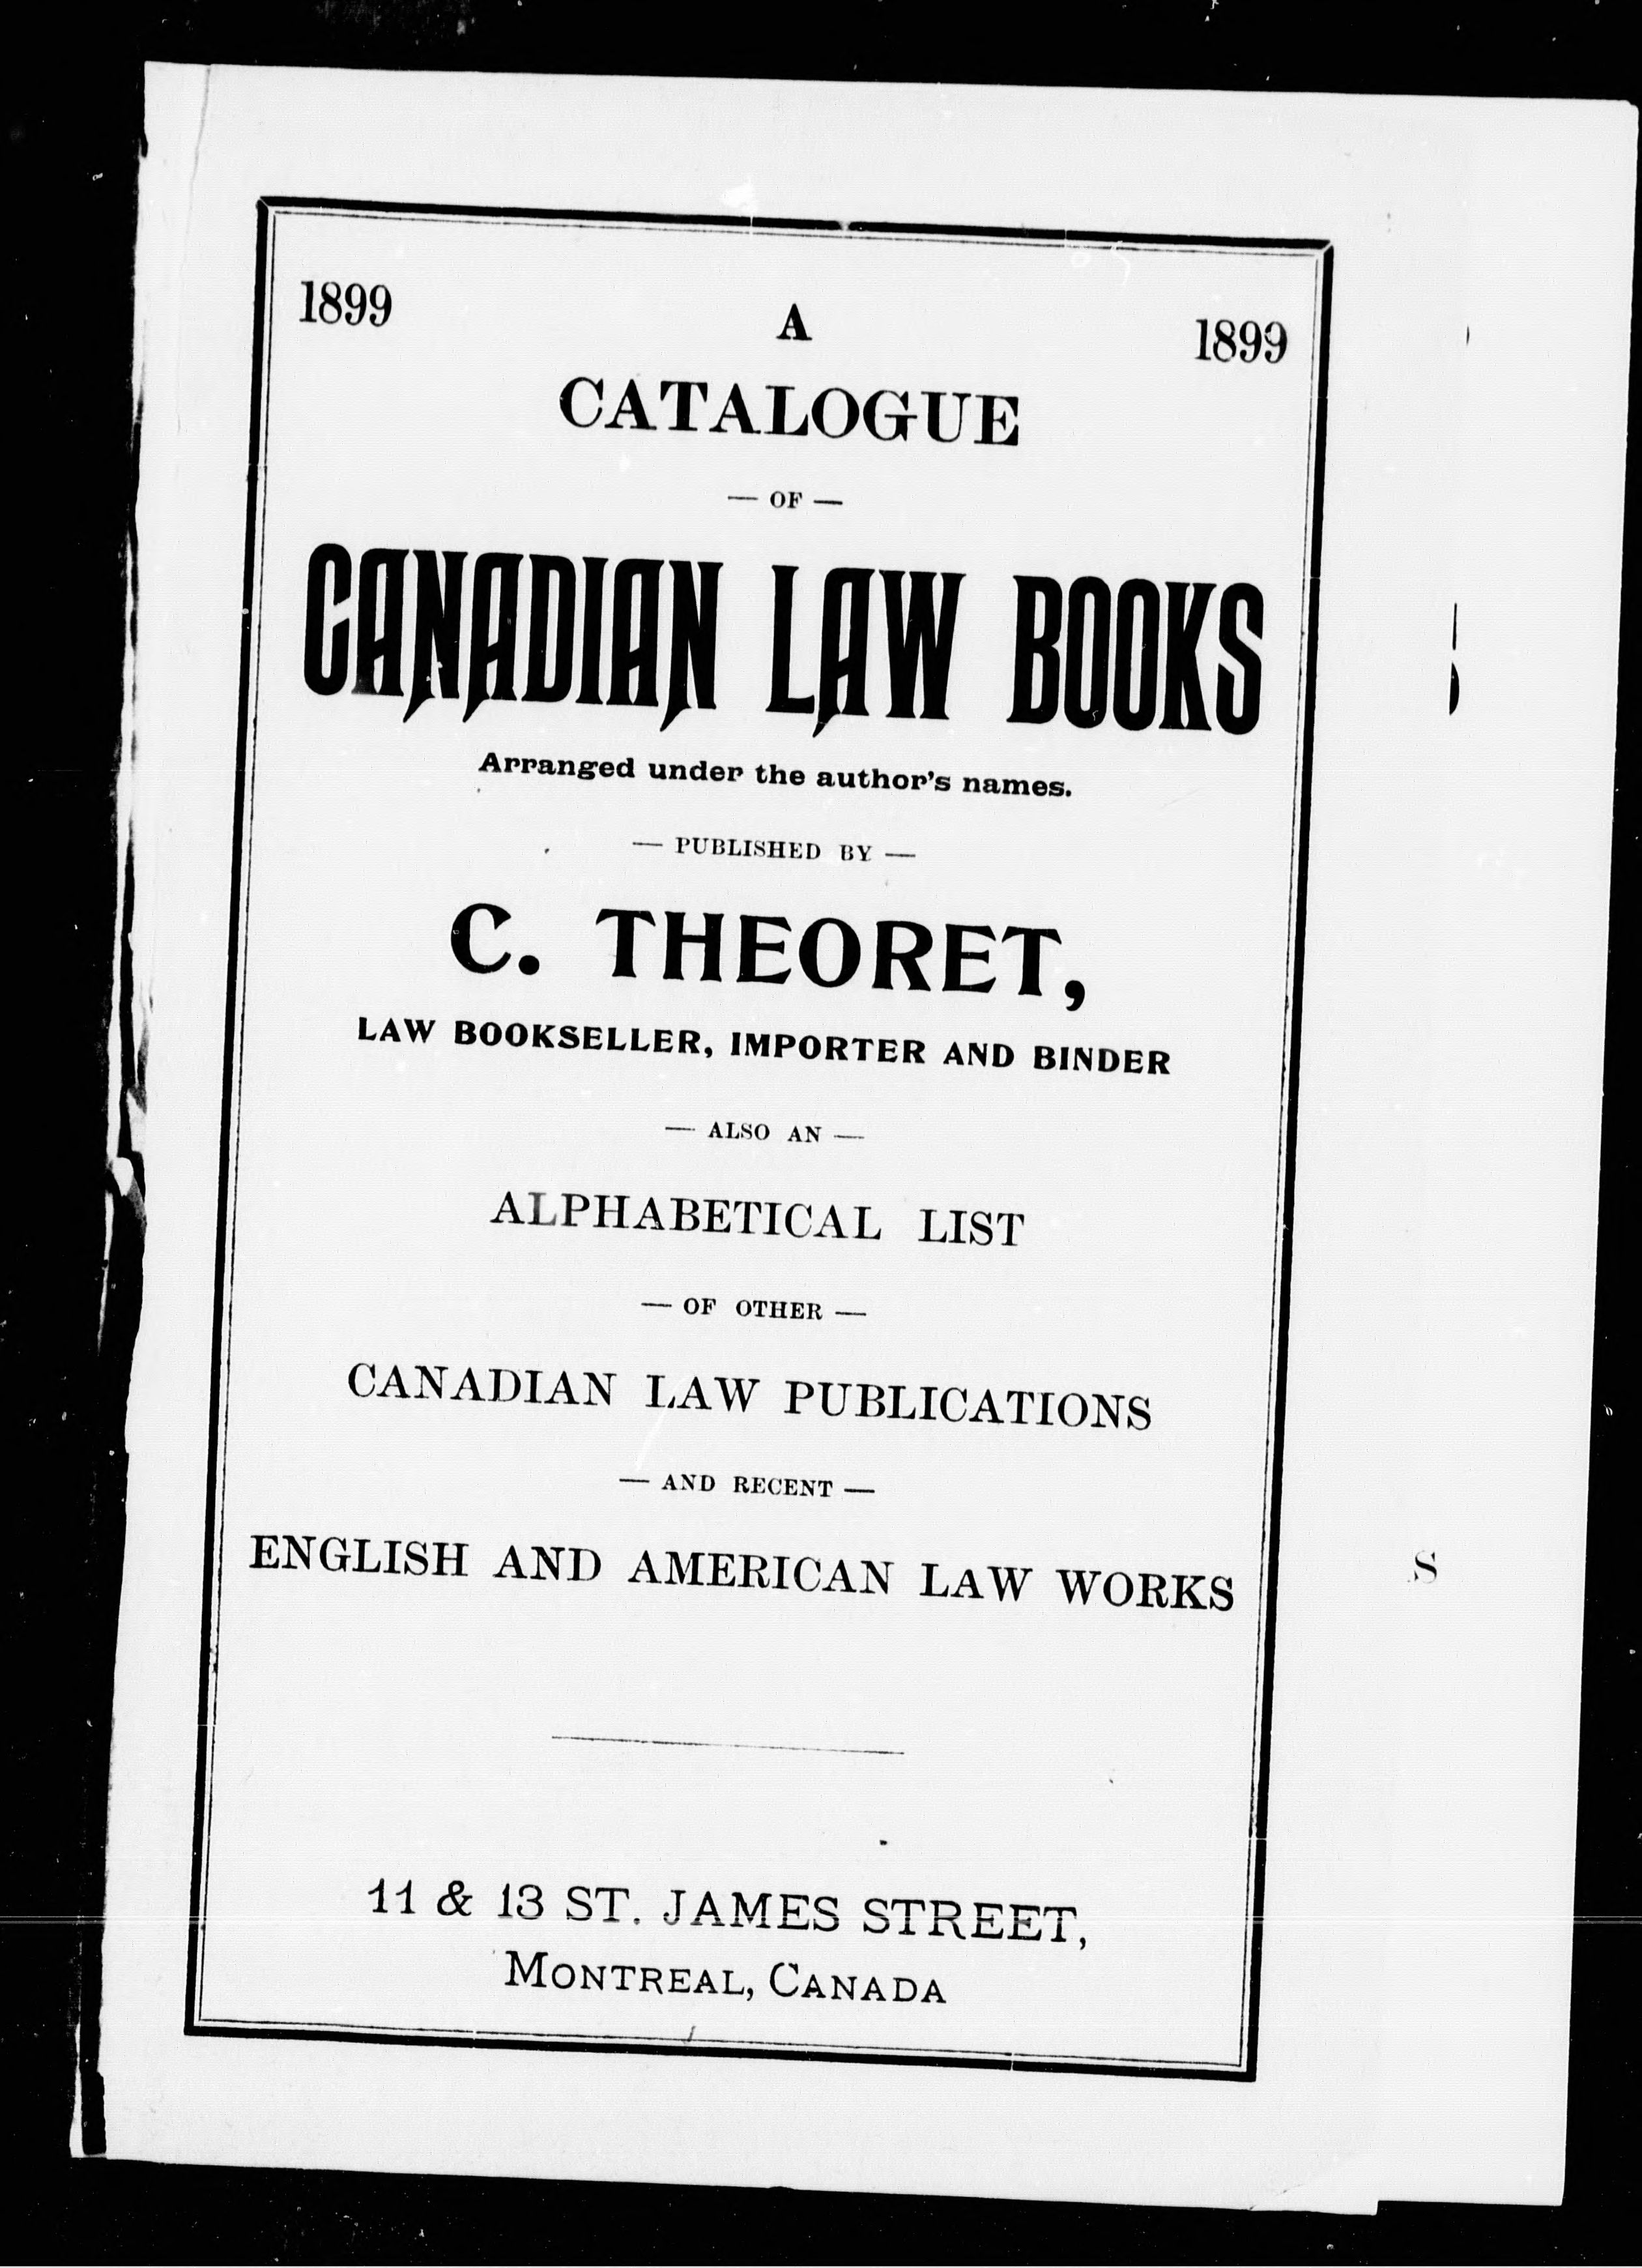 1899 A 1899
CATALOGUE
— OF —
CANADIAN LAW BOOKS
Arranged under the author's names.
— PUBLISHED BY —
C. THEORET,
LAW BOOKSELLER, IMPORTER AND BINDER
— ALSO AN —
ALPHABETICAL LIST
— OF OTHER —
CANADIAN LAW PUBLICATIONS
— AND RECENT —
ENGLISH AND AMERICAN LAW WORKS
S
11 & 13 ST. JAMES STREET,
MONTREAL, CANADA